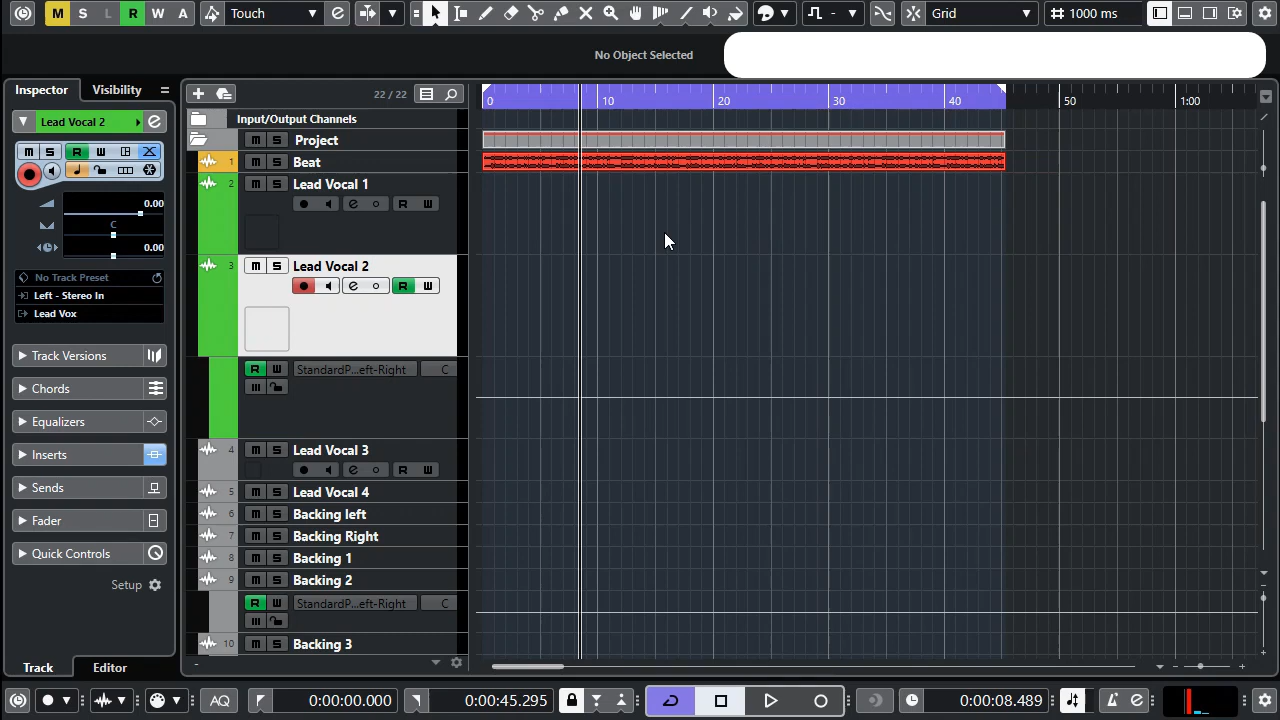 M S L R W A Touch Grid 1000 ms
No Object Selected
Inspector Visibility
22 / 22
0 10 20 30 40 50 1:00
Input/Output Channels
Lead Vocal 2
M S Project
M S R W
1 M S Beat
2 Lead Vocal 1
R W
0.00
C
0.00
3 M S Lead Vocal 2
No Track Preset
R W
Left - Stereo In
Lead Vox
Track Versions
R W StandardP...eft-Right C
Chords
Equalizers
4 M S Lead Vocal 3
Inserts
R W
Sends
5 M S Lead Vocal 4
6 M S Backing left
Fader
7 M S Backing Right
Quick Controls
8 M S Backing 1
9 M S Backing 2
Setup
R W StandardP...eft-Right C
10 M S Backing 3
Track Editor
AQ 0:00:00.000 0:00:45.295 0:00:08.489